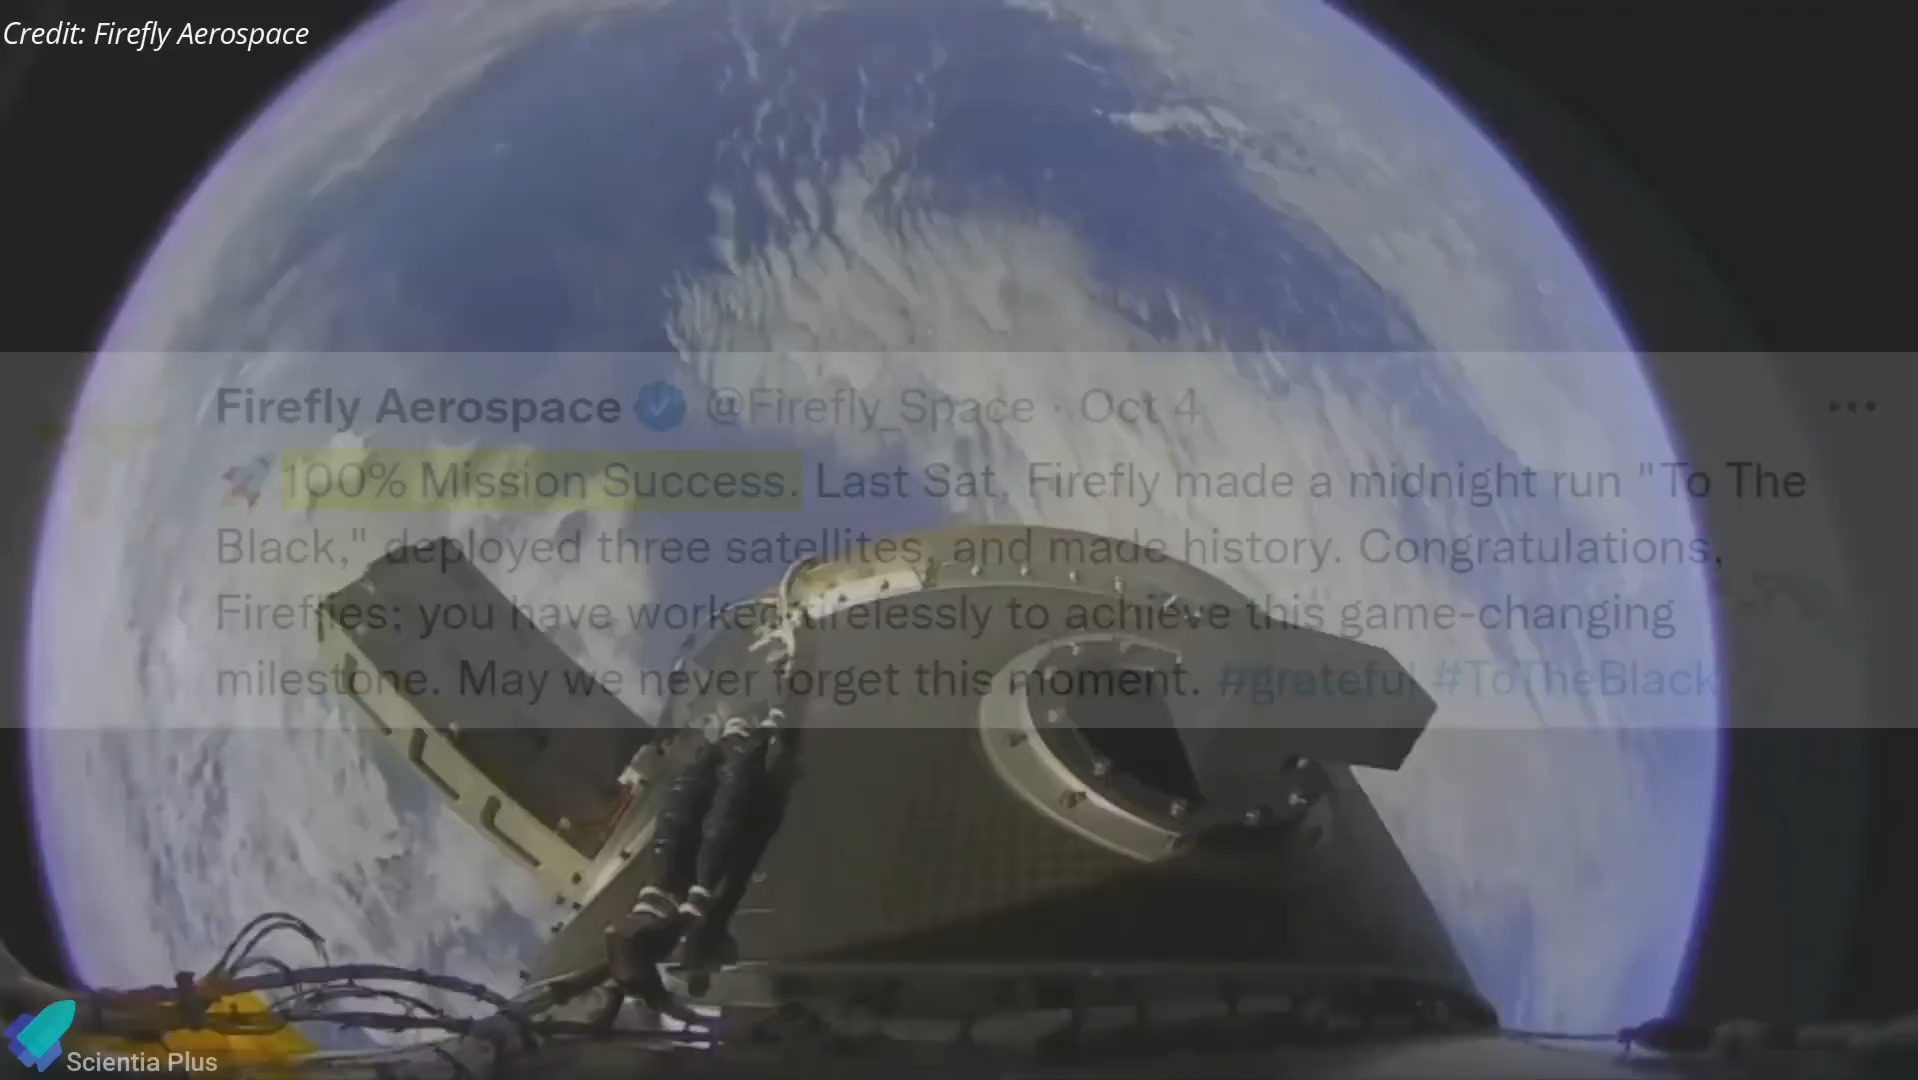 Credit: Firefly Aerospace
Firefly Aerospace @Firefly_Space · Oct 4
🚀 100% Mission Success. Last Sat, Firefly made a midnight run "To The
Black," deployed three satellites, and made history. Congratulations,
Fireflies; you have worked tirelessly to achieve this game-changing
milestone. May we never forget this moment. #grateful #ToTheBlack
Scientia Plus